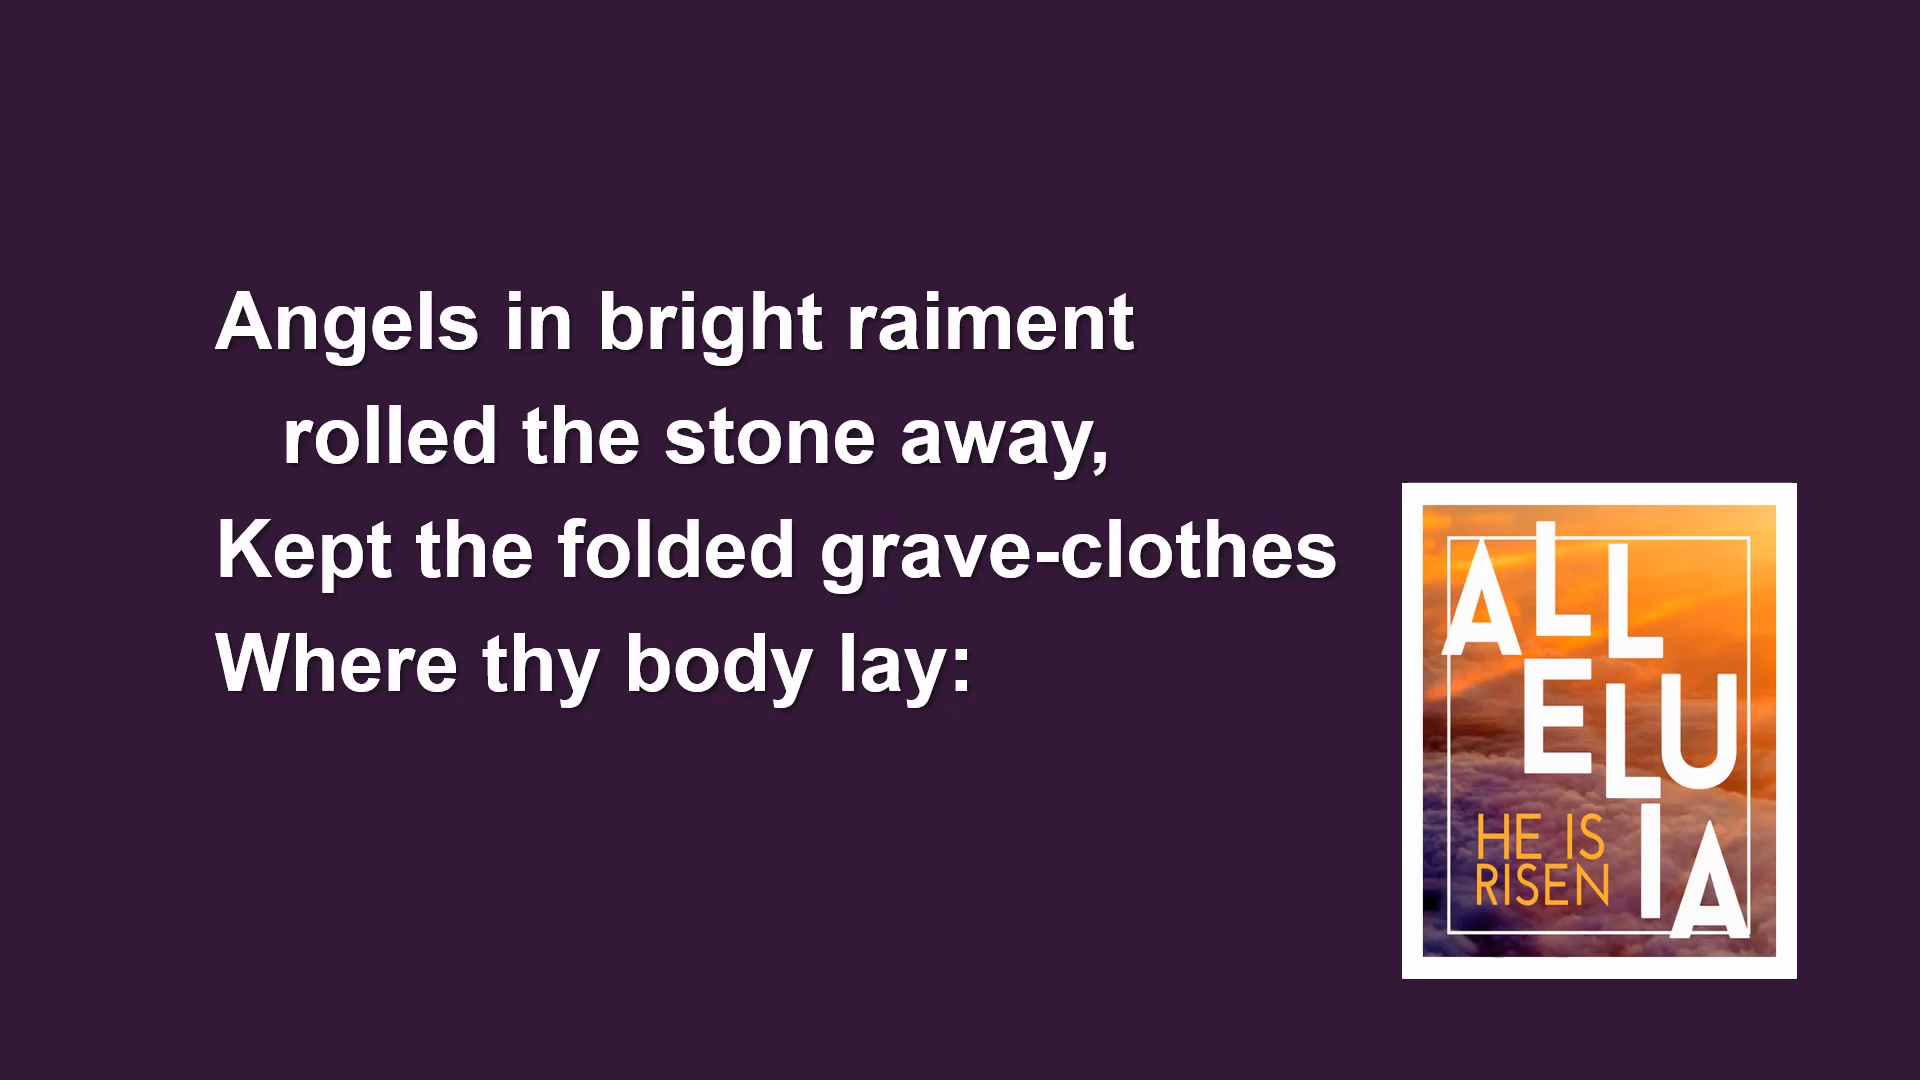 Angels in bright raiment
rolled the stone away,
Kept the folded grave-clothes
Where thy body lay:
ALL
ELU
IA
HE IS
RISEN